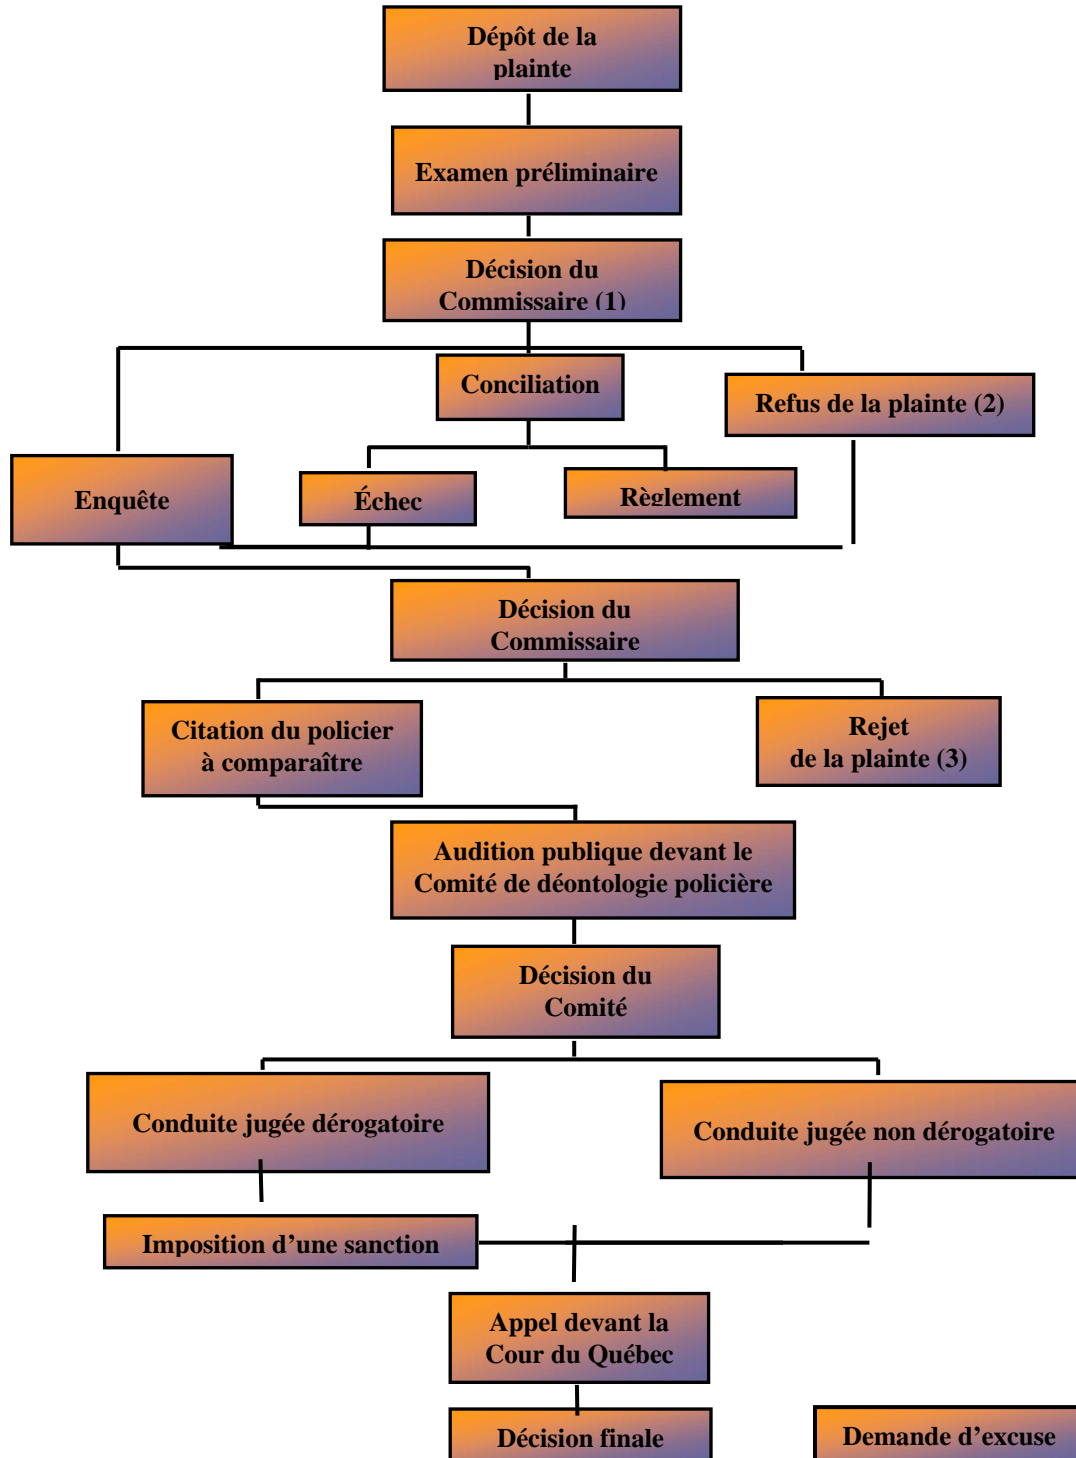 Dépôt de la
plainte
Examen préliminaire
Décision du
Commissaire (1)
Conciliation
Refus de la plainte (2)
Enquête
Échec
Règlement
Décision du
Commissaire
Citation du policier
à comparaître
Rejet
de la plainte (3)
Audition publique devant le
Comité de déontologie policière
Décision du
Comité
Conduite jugée dérogatoire
Conduite jugée non dérogatoire
Imposition d’une sanction
Appel devant la
Cour du Québec
Décision finale
Demande d’excuse